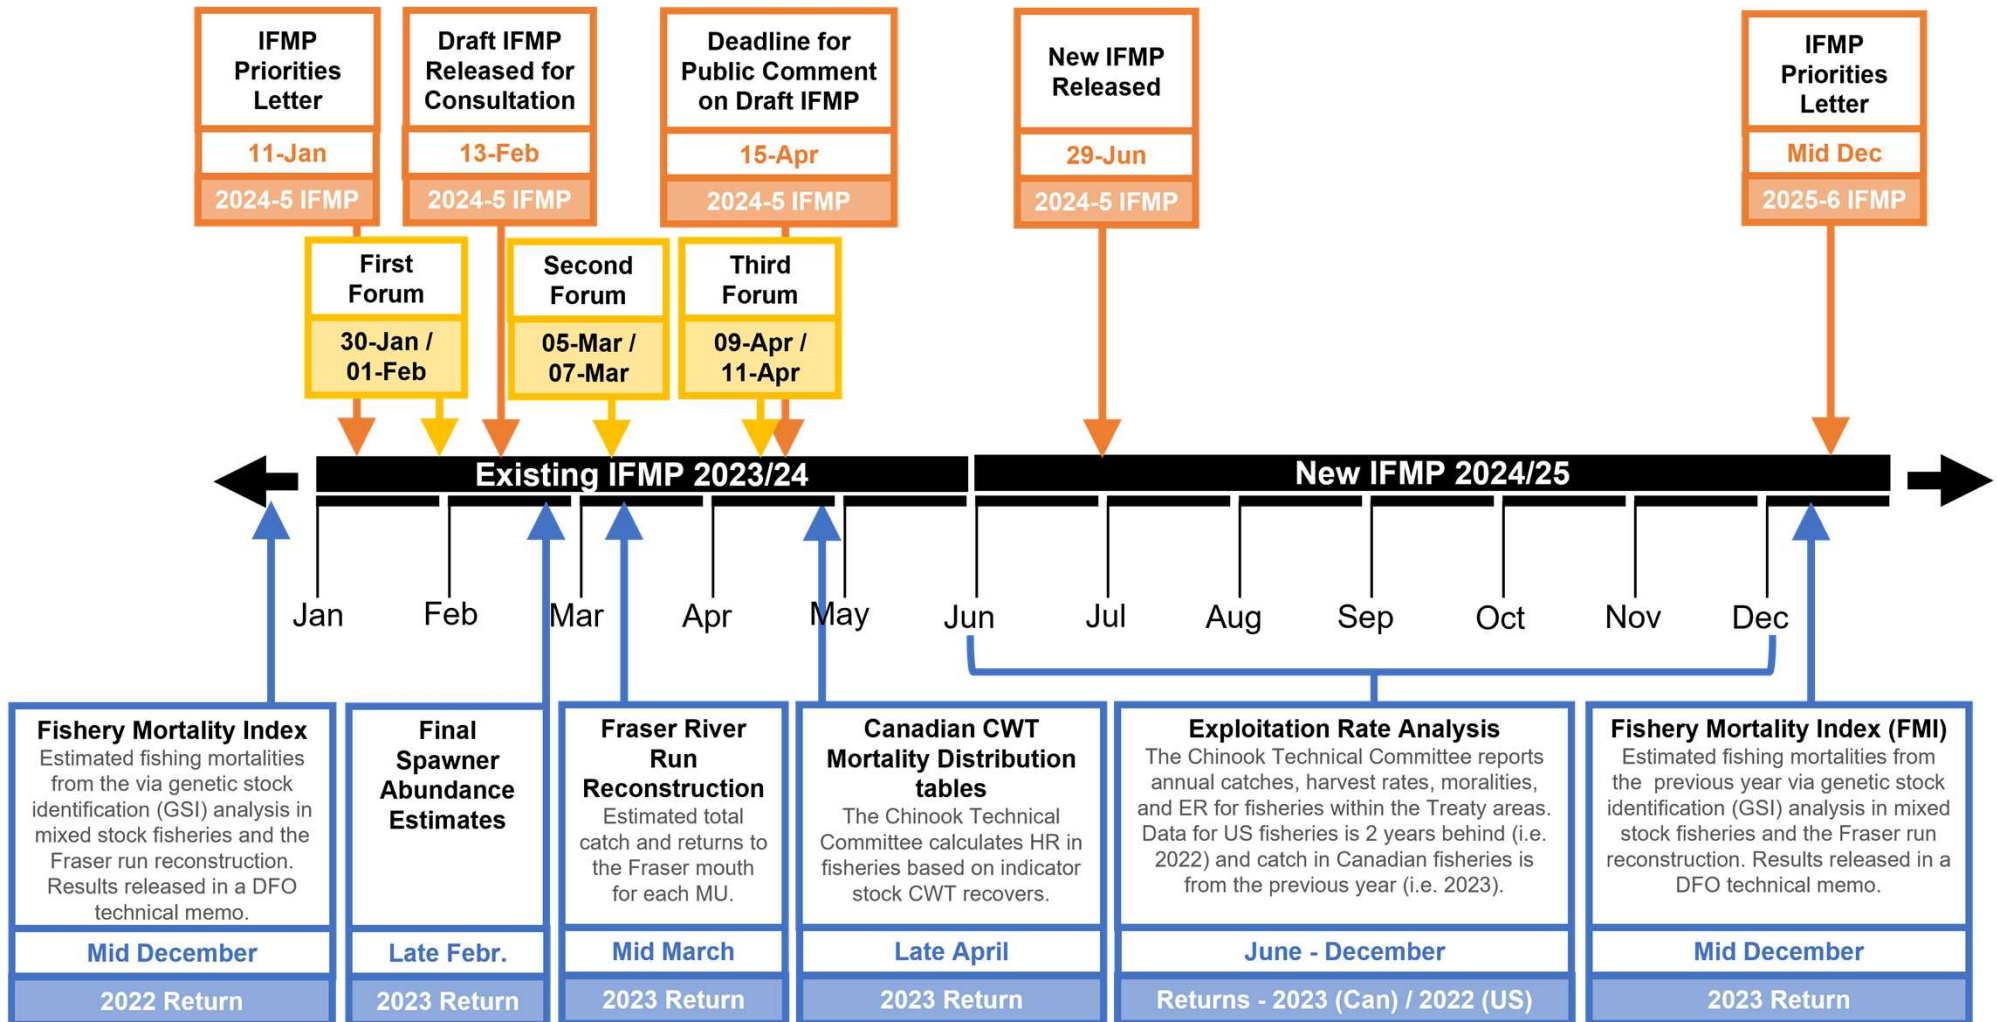 IFMP
Priorities
Letter
11-Jan
2024-5 IFMP
Draft IFMP
Released for
Consultation
13-Feb
2024-5 IFMP
Deadline for
Public Comment
on Draft IFMP
15-Apr
2024-5 IFMP
New IFMP
Released
29-Jun
2024-5 IFMP
IFMP
Priorities
Letter
Mid Dec
2025-6 IFMP
First
Forum
30-Jan /
01-Feb
Second
Forum
05-Mar /
07-Mar
Third
Forum
09-Apr /
11-Apr
Existing IFMP 2023/24
New IFMP 2024/25
Jan
Feb
Mar
Apr
May
Jun
Jul
Aug
Sep
Oct
Nov
Dec
Fishery Mortality Index
Estimated fishing mortalities
from the via genetic stock
identification (GSI) analysis in
mixed stock fisheries and the
Fraser run reconstruction.
Results released in a DFO
technical memo.
Mid December
2022 Return
Final
Spawner
Abundance
Estimates
Late Febr.
2023 Return
Fraser River
Run
Reconstruction
Estimated total
catch and returns to
the Fraser mouth
for each MU.
Mid March
2023 Return
Canadian CWT
Mortality Distribution
tables
The Chinook Technical
Committee calculates HR in
fisheries based on indicator
stock CWT recovers.
Late April
2023 Return
Exploitation Rate Analysis
The Chinook Technical Committee reports
annual catches, harvest rates, moralities,
and ER for fisheries within the Treaty areas.
Data for US fisheries is 2 years behind (i.e.
2022) and catch in Canadian fisheries is
from the previous year (i.e. 2023).
June - December
Returns - 2023 (Can) / 2022 (US)
Fishery Mortality Index (FMI)
Estimated fishing mortalities from
the previous year via genetic stock
identification (GSI) analysis in mixed
stock fisheries and the Fraser run
reconstruction. Results released in a
DFO technical memo.
Mid December
2023 Return